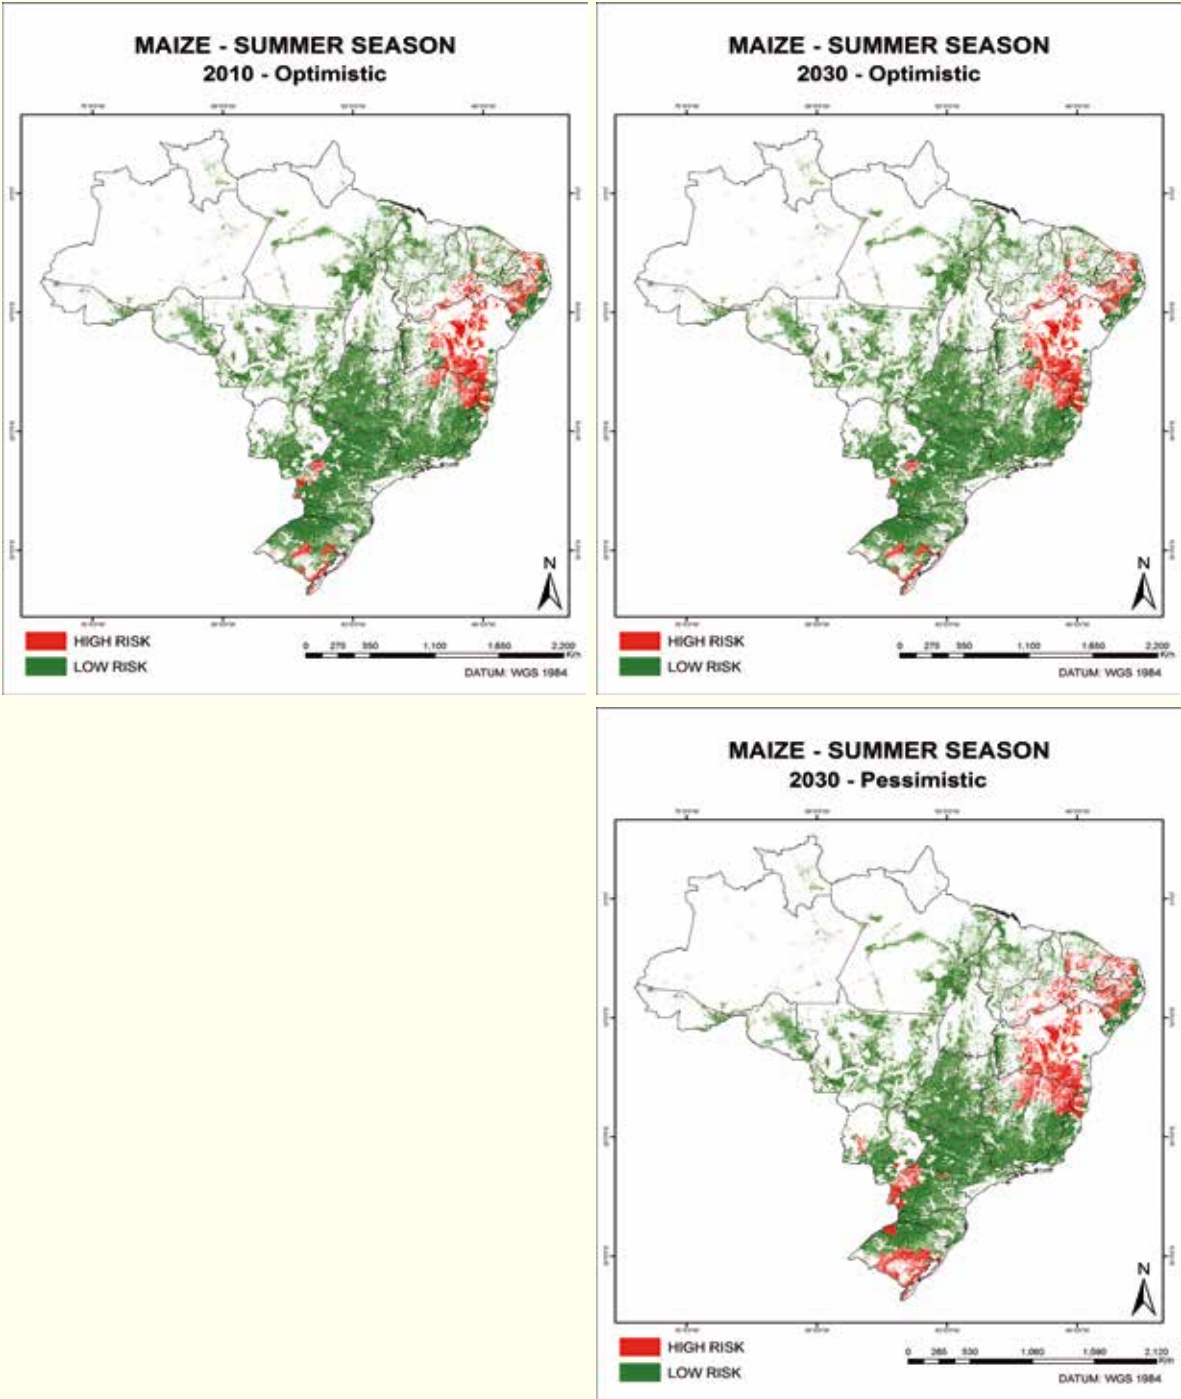 MAIZE - SUMMER SEASON
2010 - Optimistic
N
HIGH RISK
LOW RISK
0 275 550 1,100 1,650 2,200
Km
DATUM: WGS 1984
MAIZE - SUMMER SEASON
2030 - Optimistic
N
HIGH RISK
LOW RISK
0 275 550 1,100 1,650 2,200
Km
DATUM: WGS 1984
MAIZE - SUMMER SEASON
2030 - Pessimistic
N
HIGH RISK
LOW RISK
0 265 530 1,060 1,590 2,120
Km
DATUM: WGS 1984